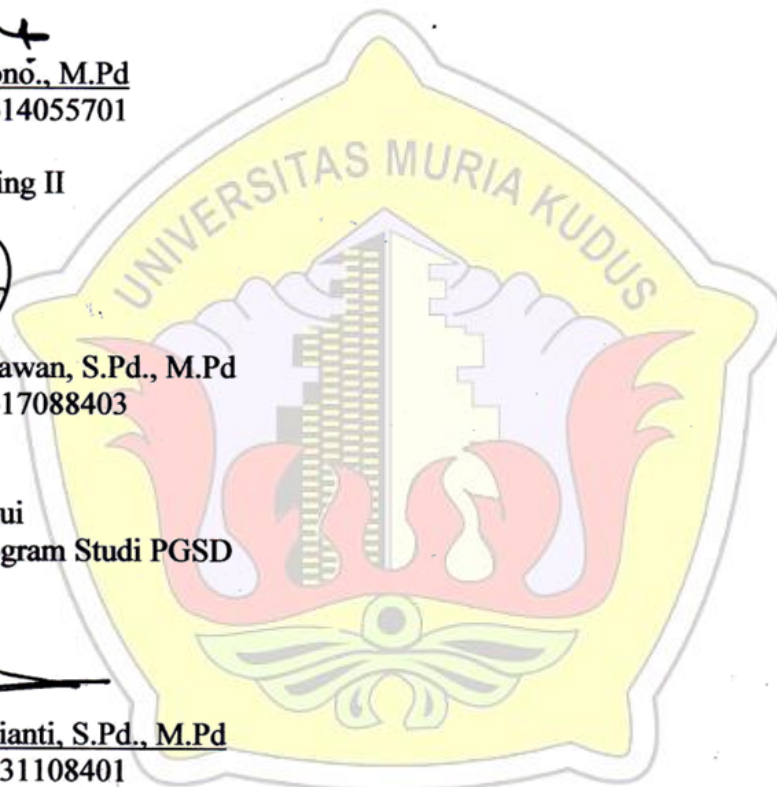 ono., M.Pd
14055701
ing II
UNIVERSITAS MURIA KUDUS
awan, S.Pd., M.Pd
17088403
ui
gram Studi PGSD
ianti, S.Pd., M.Pd
31108401